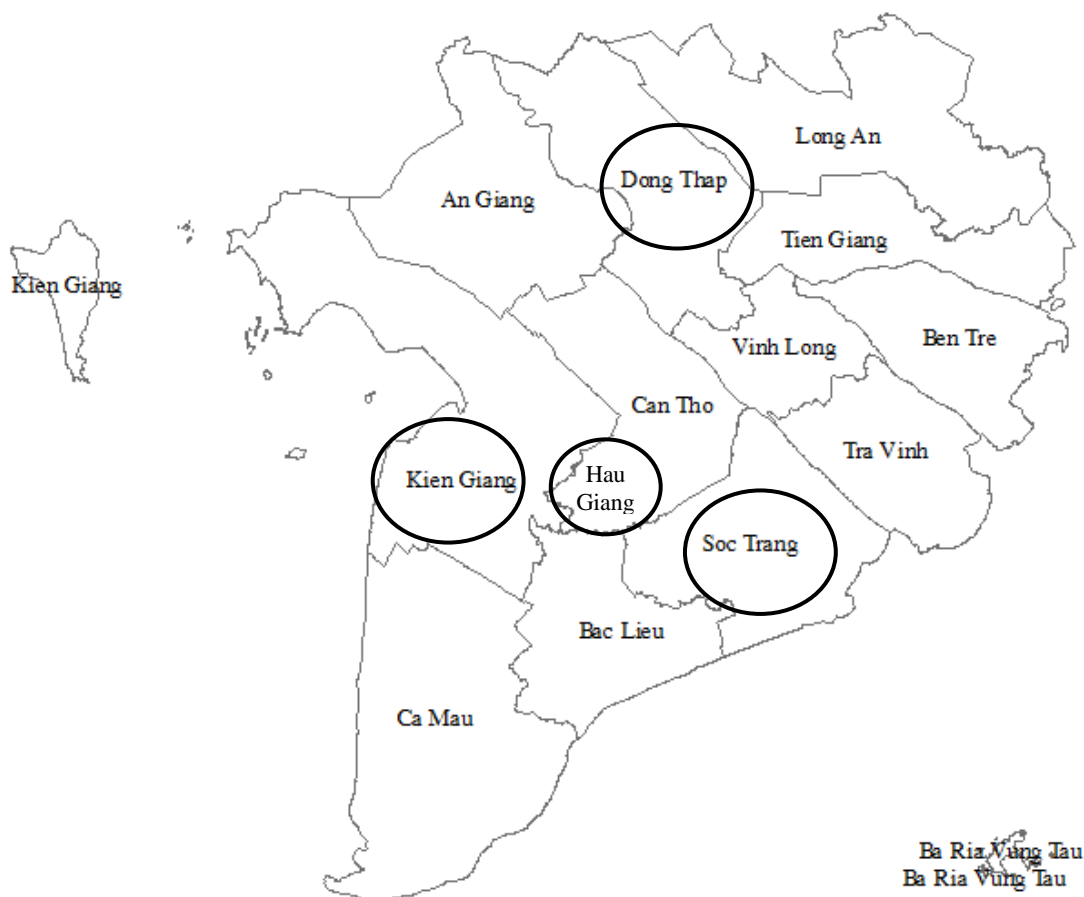 Long An
Dong Thap
An Giang
Tien Giang
Kien Giang
Ben Tre
Vinh Long
Can Tho
Tra Vinh
Kien Giang
Hau
Giang
Soc Trang
Bac Lieu
Ca Mau
Ba Ria Vung Tau
Ba Ria Vung Tau